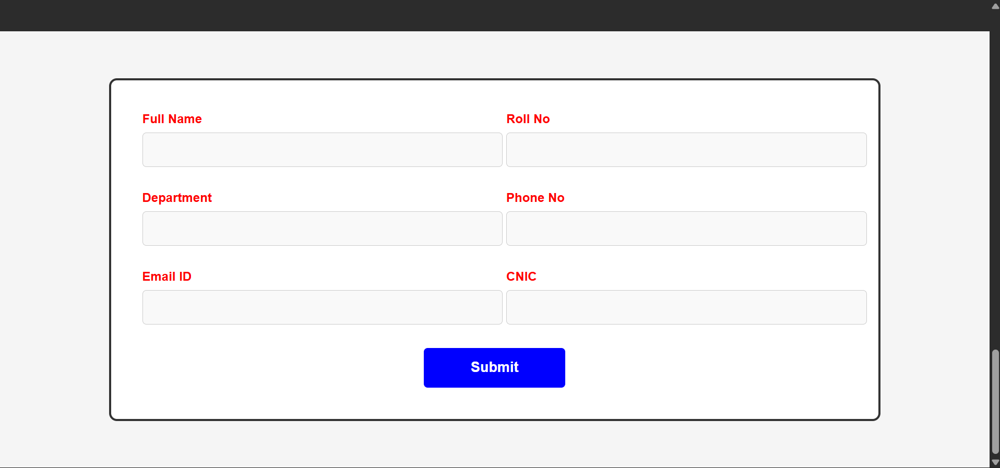 Full Name
Roll No
Department
Phone No
Email ID
CNIC
Submit